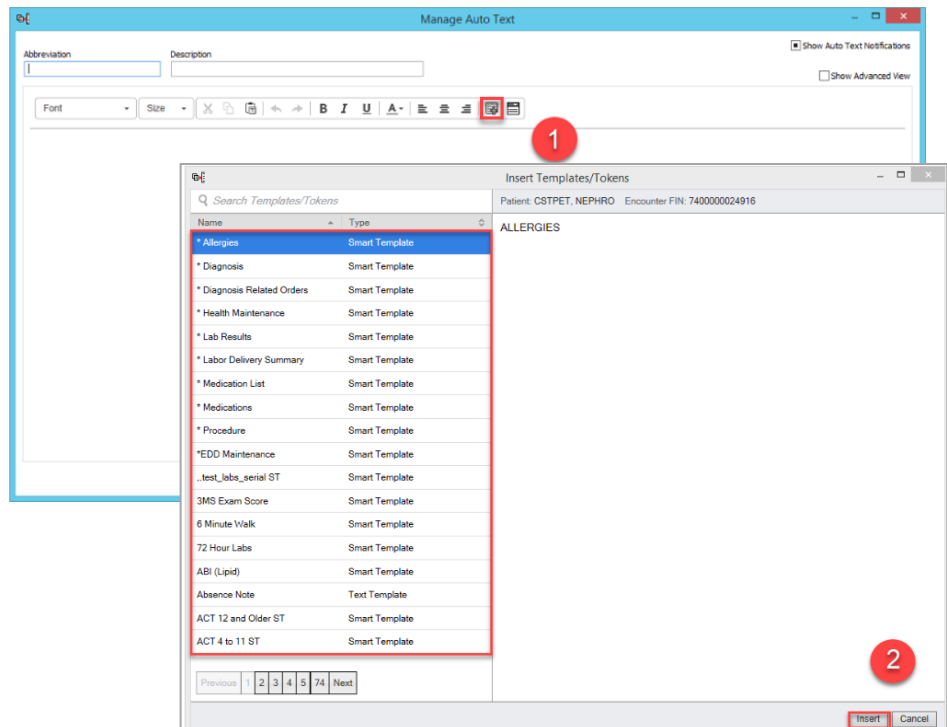 Manage Auto Text
Show Auto Text Notifications
Abbreviation Description
Show Advanced View
Font Size B I U A
1
Insert Templates/Tokens
Search Templates/Tokens
Patient: CSTPET, NEPHRO Encounter FIN: 7400000024916
Name Type
ALLERGIES
* Allergies Smart Template
* Diagnosis Smart Template
* Diagnosis Related Orders Smart Template
* Health Maintenance Smart Template
* Lab Results Smart Template
* Labor Delivery Summary Smart Template
* Medication List Smart Template
* Medications Smart Template
* Procedure Smart Template
*EDD Maintenance Smart Template
,,test_labs_serial ST Smart Template
3MS Exam Score Smart Template
6 Minute Walk Smart Template
72 Hour Labs Smart Template
ABI (Lipid) Smart Template
Absence Note Text Template
ACT 12 and Older ST Smart Template
ACT 4 to 11 ST Smart Template
2
Previous 1 2 3 4 5 74 Next
Insert Cancel